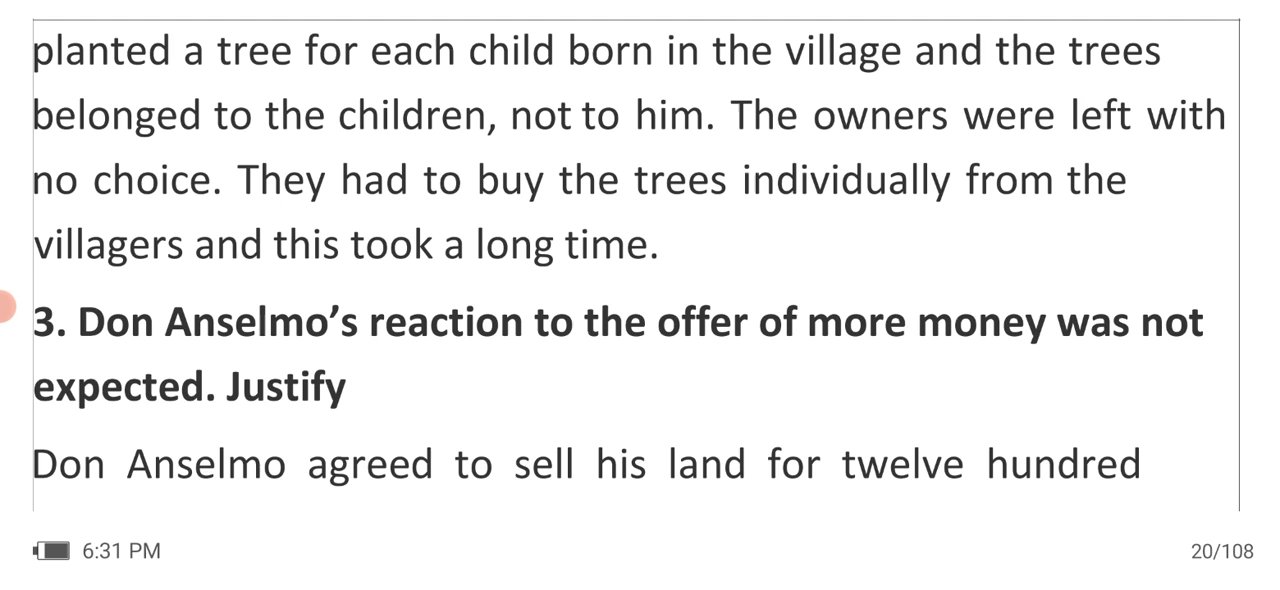 planted a tree for each child born in the village and the trees
belonged to the children, not to him. The owners were left with
no choice. They had to buy the trees individually from the
villagers and this took a long time.
3. Don Anselmo’s reaction to the offer of more money was not
expected. Justify
Don Anselmo agreed to sell his land for twelve hundred
6:31 PM
20/108